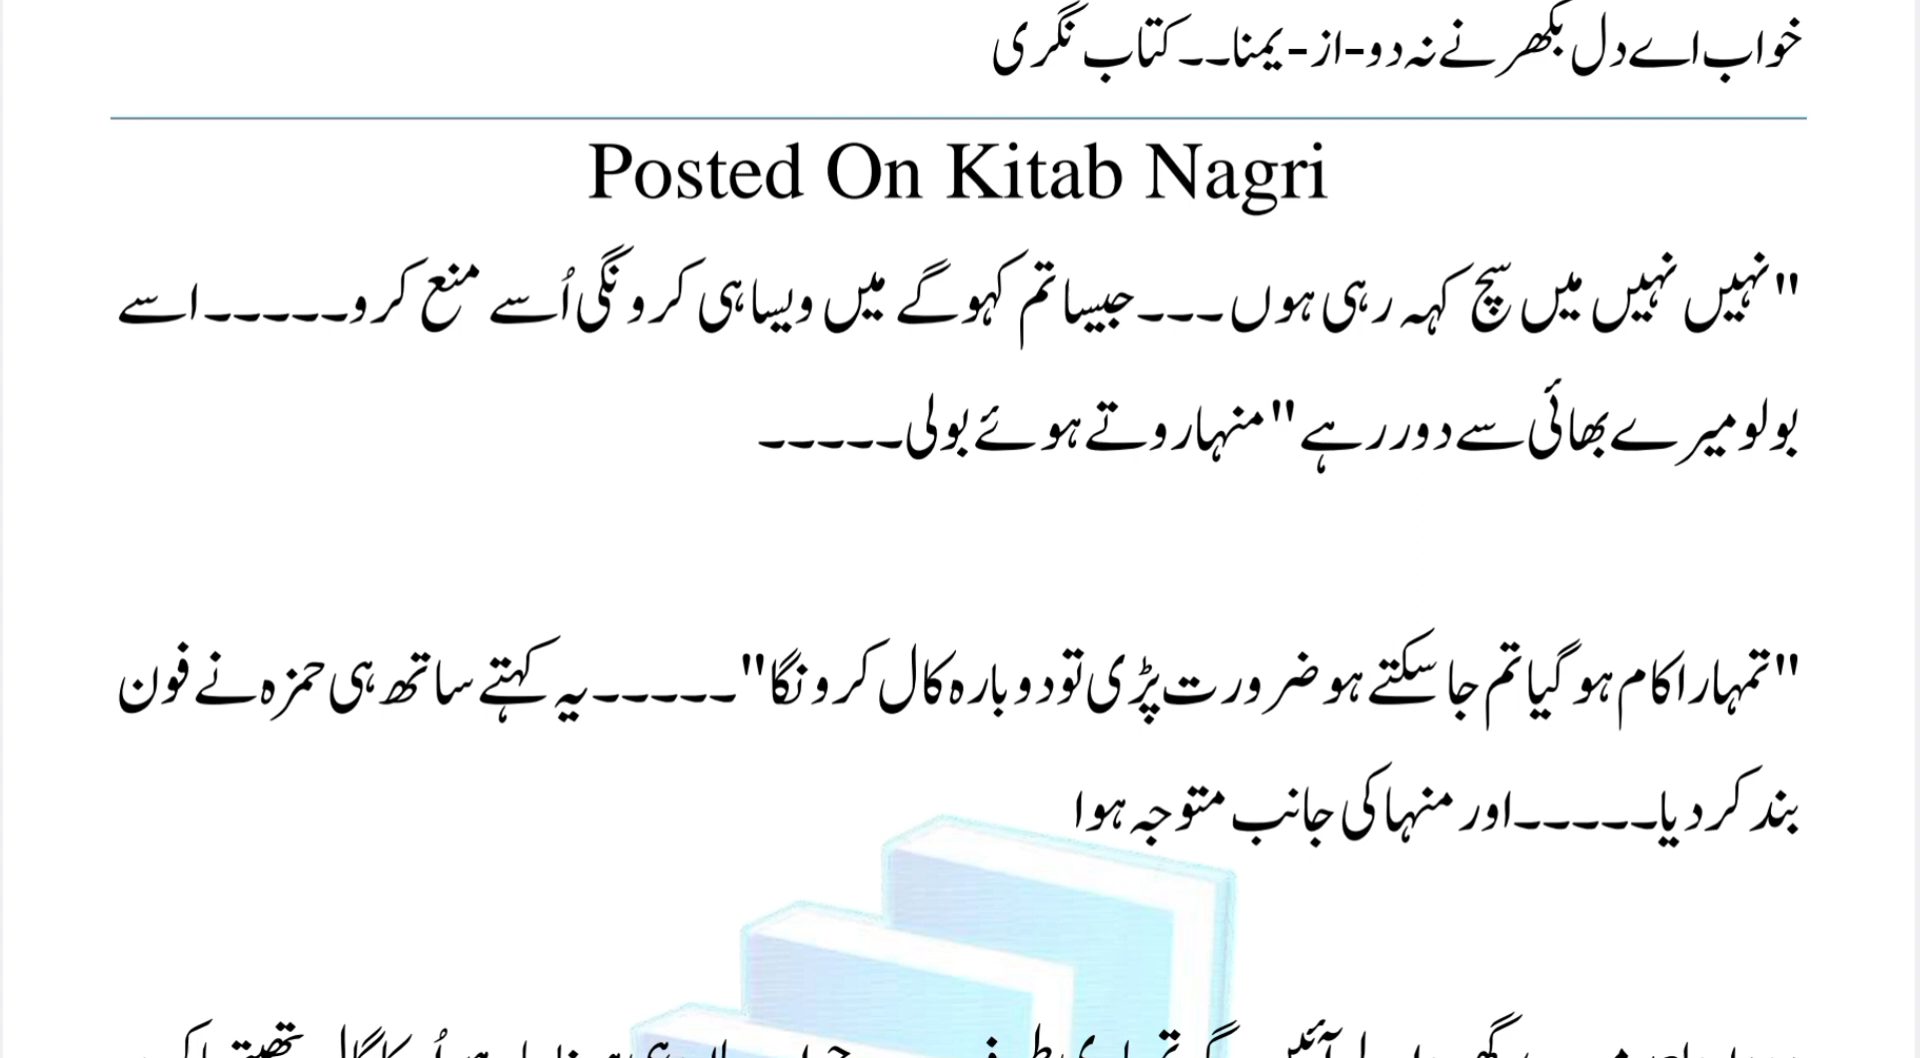 خواب اے دل بکھرنے نہ دو-از-یمنا۔۔کتاب نگری
Posted On Kitab Nagri
"نہیں نہیں میں سچ کہہ رہی ہوں۔۔۔جیسا تم کہو گے میں ویسا ہی کرونگی اُسے منع کرو۔۔۔۔۔اسے
بولو میرے بھائی سے دور رہے" منہا روتے ہوئے بولی۔۔۔۔۔
"تمہارا کام ہو گیا تم جا سکتے ہو ضرورت پڑی تو دوبارہ کال کرونگا"۔۔۔۔۔یہ کہتے ساتھ ہی حمزہ نے فون
بند کر دیا۔۔۔۔۔اور منہا کی جانب متوجہ ہوا